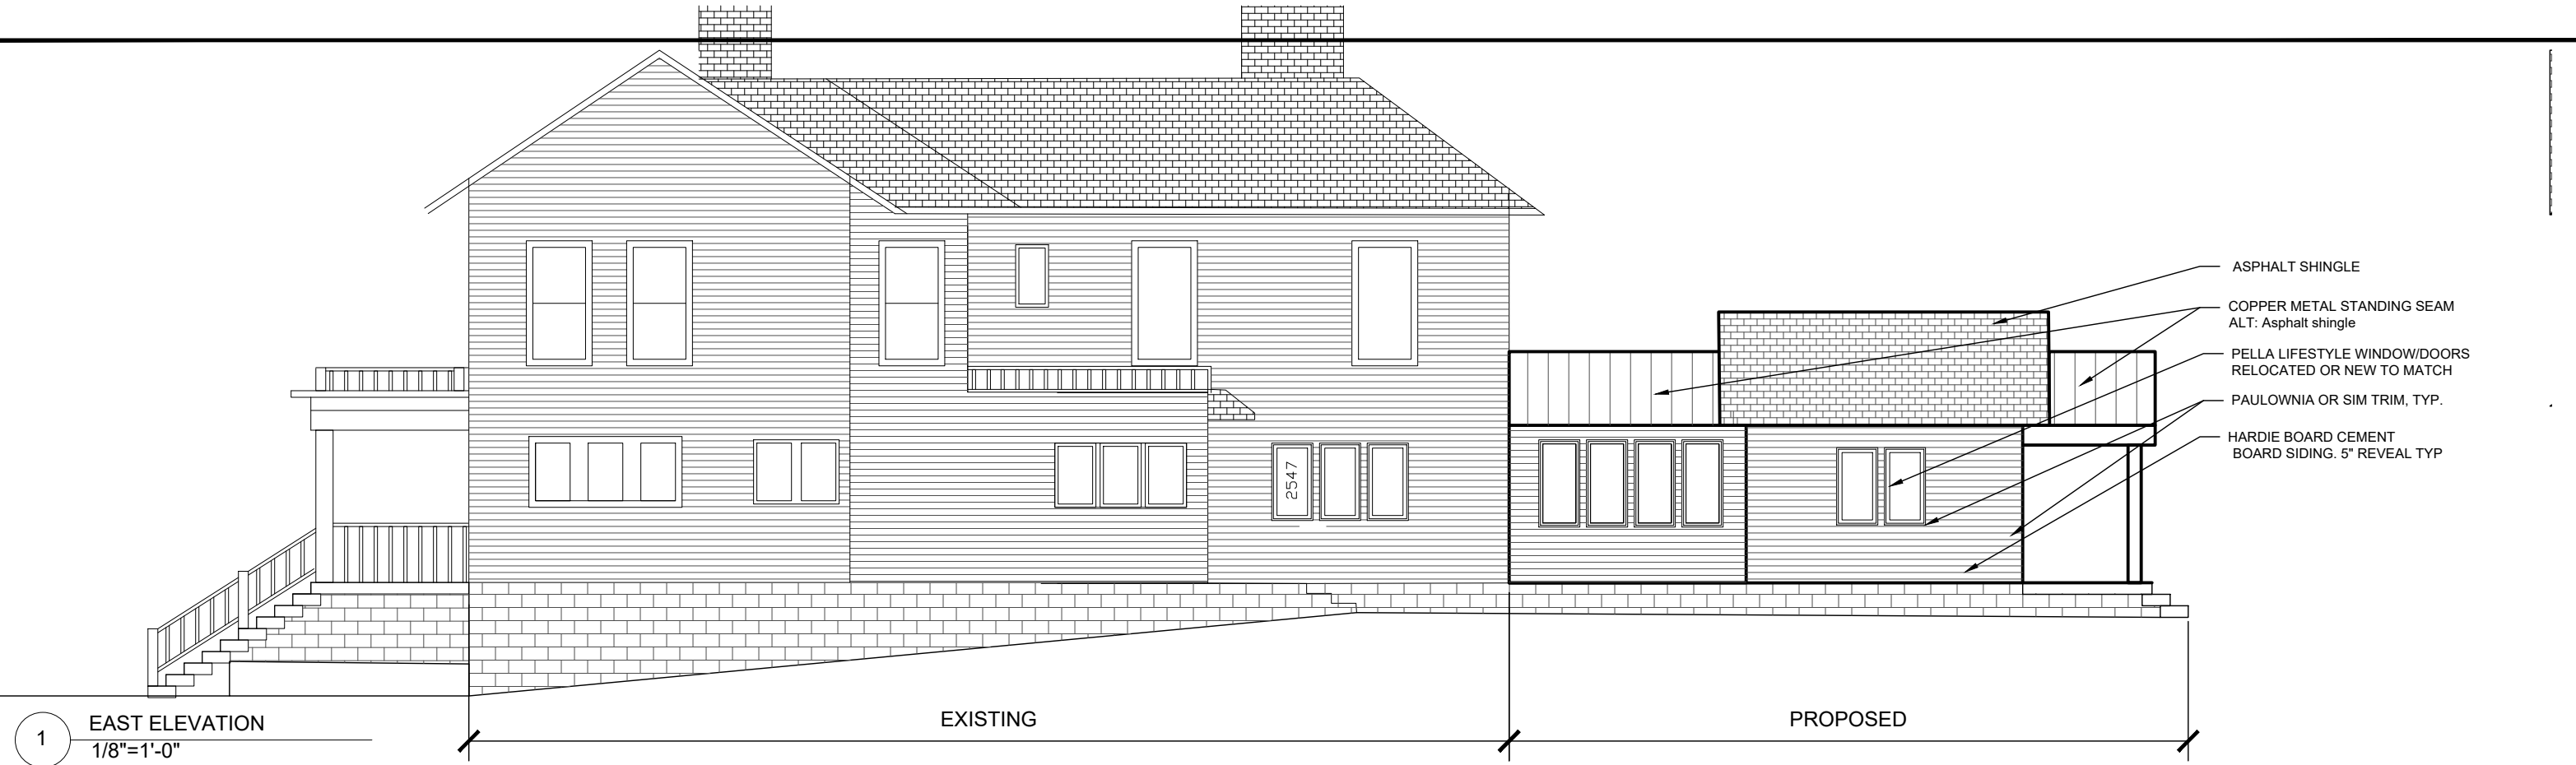 ASPHALT SHINGLE
COPPER METAL STANDING SEAM
ALT: Asphalt shingle
PELLA LIFESTYLE WINDOW/DOORS
RELOCATED OR NEW TO MATCH
PAULOWNIA OR SIM TRIM, TYP.
HARDIE BOARD CEMENT
BOARD SIDING. 5" REVEAL TYP
2547
EXISTING
PROPOSED
1
EAST ELEVATION
1/8"=1'-0"